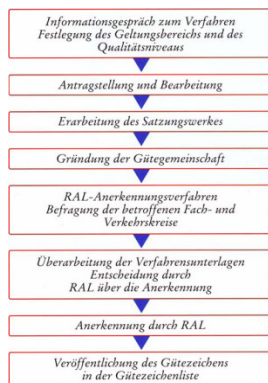 Informationsgespräch zum Verfahren
Festlegung des Geltungsbereichs und des
Qualitätsniveaus
Antragstellung und Bearbeitung
Erarbeitung des Satzungswerkes
Gründung der Gütegemeinschaft
RAL-Anerkennungsverfahren
Befragung der betroffenen Fach- und
Verkehrskreise
Überarbeitung der Verfahrensunterlagen
Entscheidung durch
RAL über die Anerkennung
Anerkennung durch RAL
Veröffentlichung des Gütezeichens
in der Gütezeichenliste